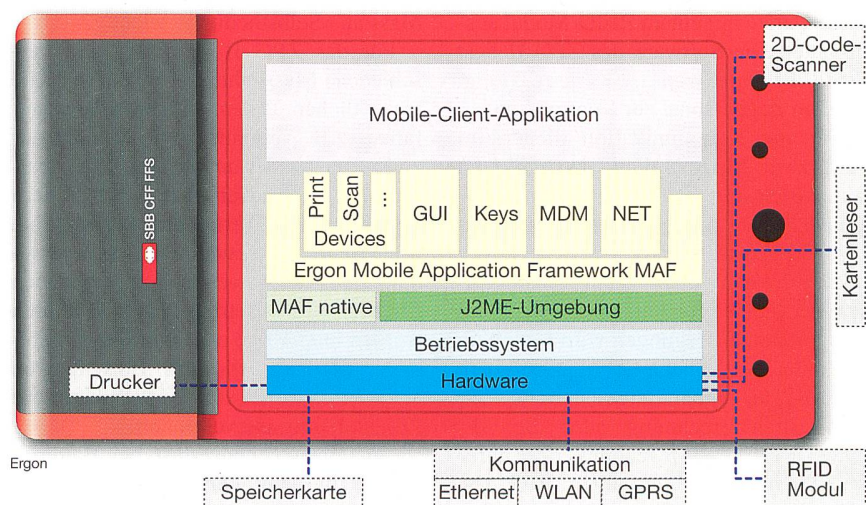 2D-Code-
Scanner
Mobile-Client-Applikation
SBB CFF FFS
Print
Scan
...
GUI
Keys
MDM
NET
Devices
Ergon Mobile Application Framework MAF
Kartenleser
MAF native
J2ME-Umgebung
Betriebssystem
Drucker
Hardware
Ergon
Kommunikation
RFID
Modul
Speicherkarte
Ethernet
WLAN
GPRS